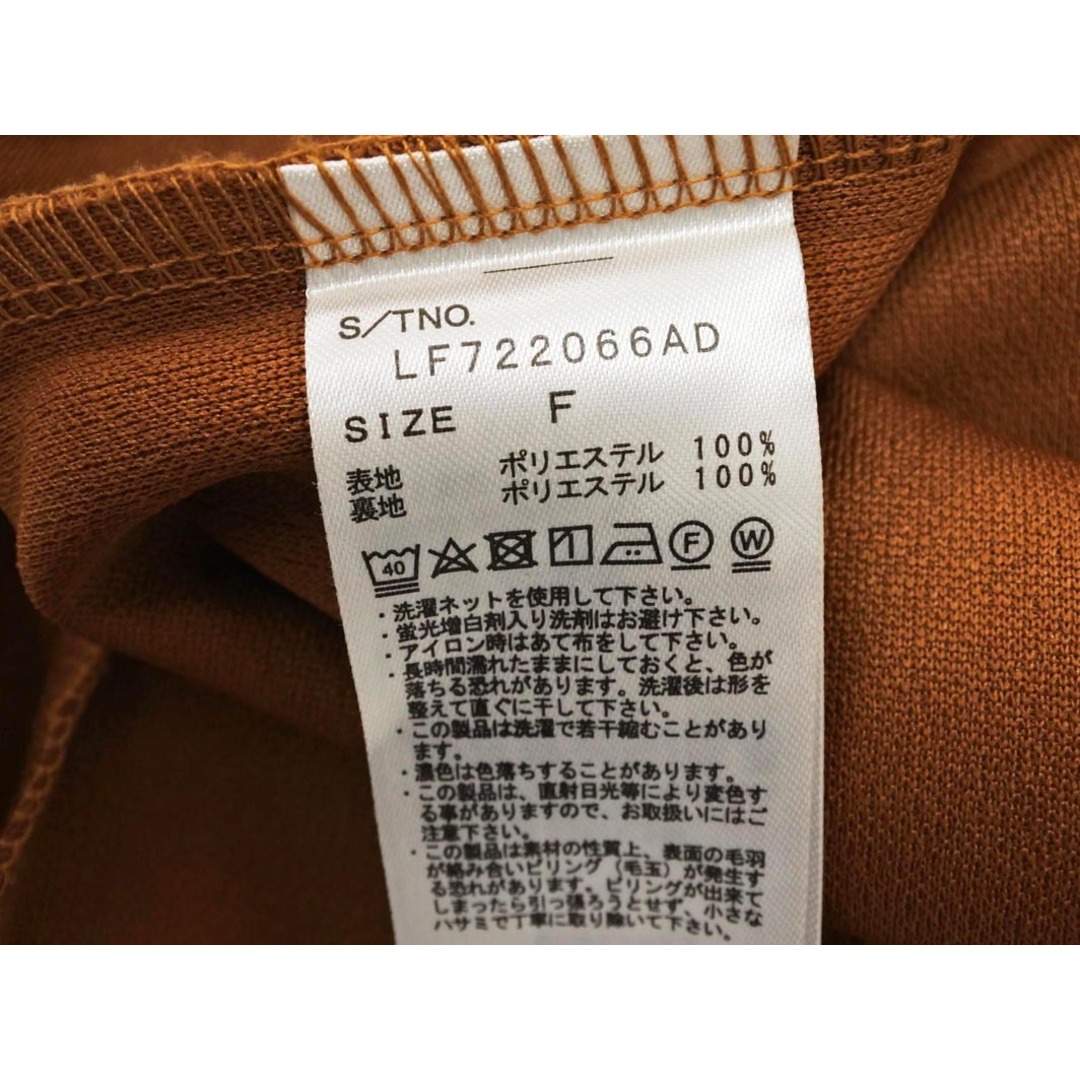 S/TNO.
LF722066AD
SIZE F
表地 ポリエステル 100%
裏地 ポリエステル 100%
40 1 F W
・洗濯ネットを使用して下さい。
・蛍光増白剤入り洗剤はお避け下さい。
・アイロン時はあて布をして下さい。
・長時間濡れたままにしておくと、色が
落ちる恐れがあります。洗濯後は形を
整えて直ぐに干して下さい。
・この製品は洗濯で若干縮むことがあり
ます。
・濃色は色落ちすることがあります。
・この製品は、直射日光等により変色す
る事がありますので、お取扱いにはご
注意下さい。
・この製品は素材の性質上、表面の毛羽
が絡み合いピリング（毛玉）が発生す
る恐れがあります。ピリングが出来て
しまったら引っ張ろうとせず、小さな
ハサミで丁寧に取り除いて下さい。